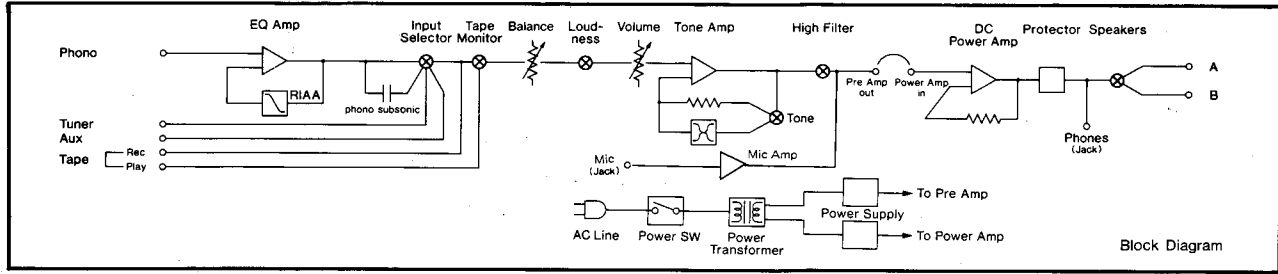 EQ Amp
Input
Selector
Tape
Monitor
Balance
Loud-
ness
Volume
Tone Amp
High Filter
DC
Power Amp
Protector
Speakers
Phono
RIAA
phono subsonic
Pre Amp
out
Power Amp
in
A
B
Tone
Tuner
Aux
Tape
Rec
Play
Phones
(Jack)
Mic
(Jack)
Mic Amp
AC Line
Power SW
Power
Transformer
Power Supply
To Pre Amp
To Power Amp
Block Diagram